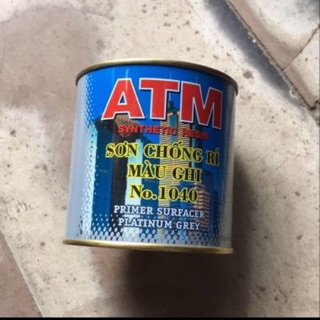 ATM
SYNTHETIC RESIN
SƠN CHỐNG RỈ
MÀU GHI
No.1040
PRIMER SURFACER
PLATINUM GREY